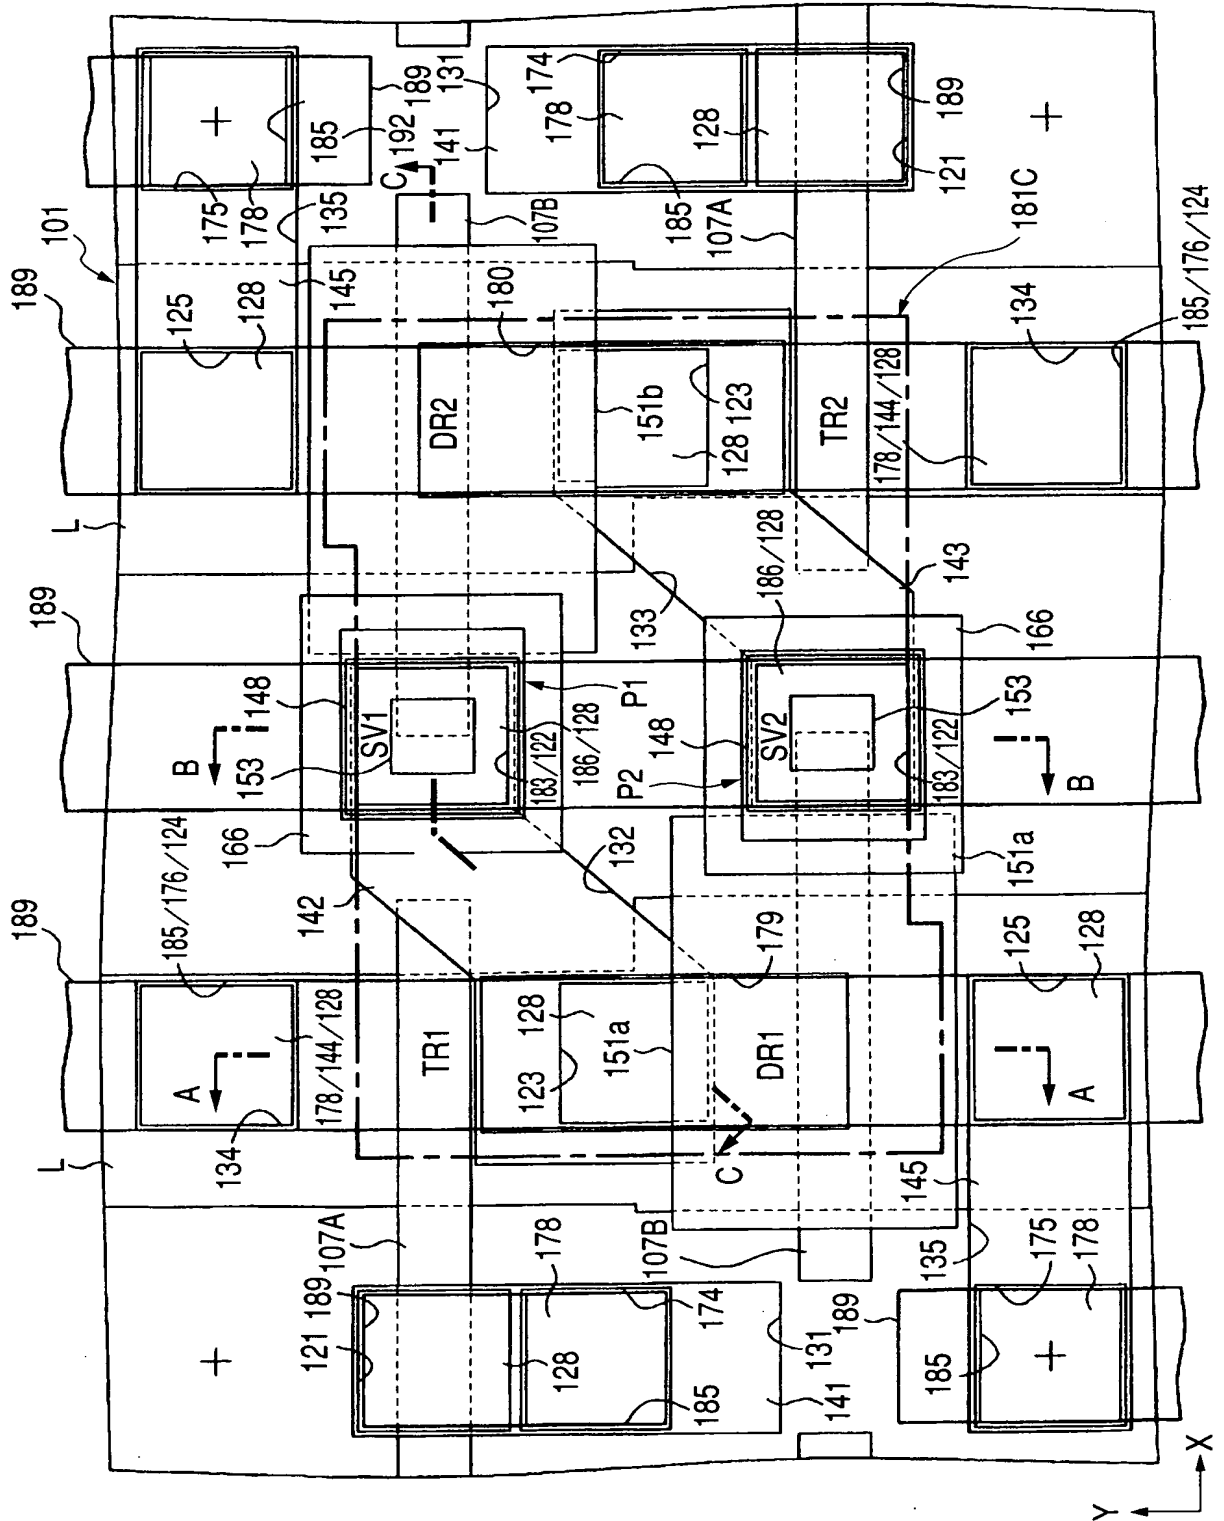 189
189
189
L
L
101
B
148
125
128
145
135
175
178
185
192
189
131
141
C
107B
A
134
185/176/124
178/144/128
142
166
153
SV1
P1
183/122
186/128
132
DR2
180
TR1
107A
121
189
128
178
174
185
131
141
123
128
151a
179
DR1
C
107B
133
151b
128
123
178
174
128
185
107A
189
121
181C
TR2
178/144/128
134
185/176/124
P2
148
SV2
186/128
153
183/122
166
143
151a
145
135
189
185
175
178
A
125
128
B
Y
X